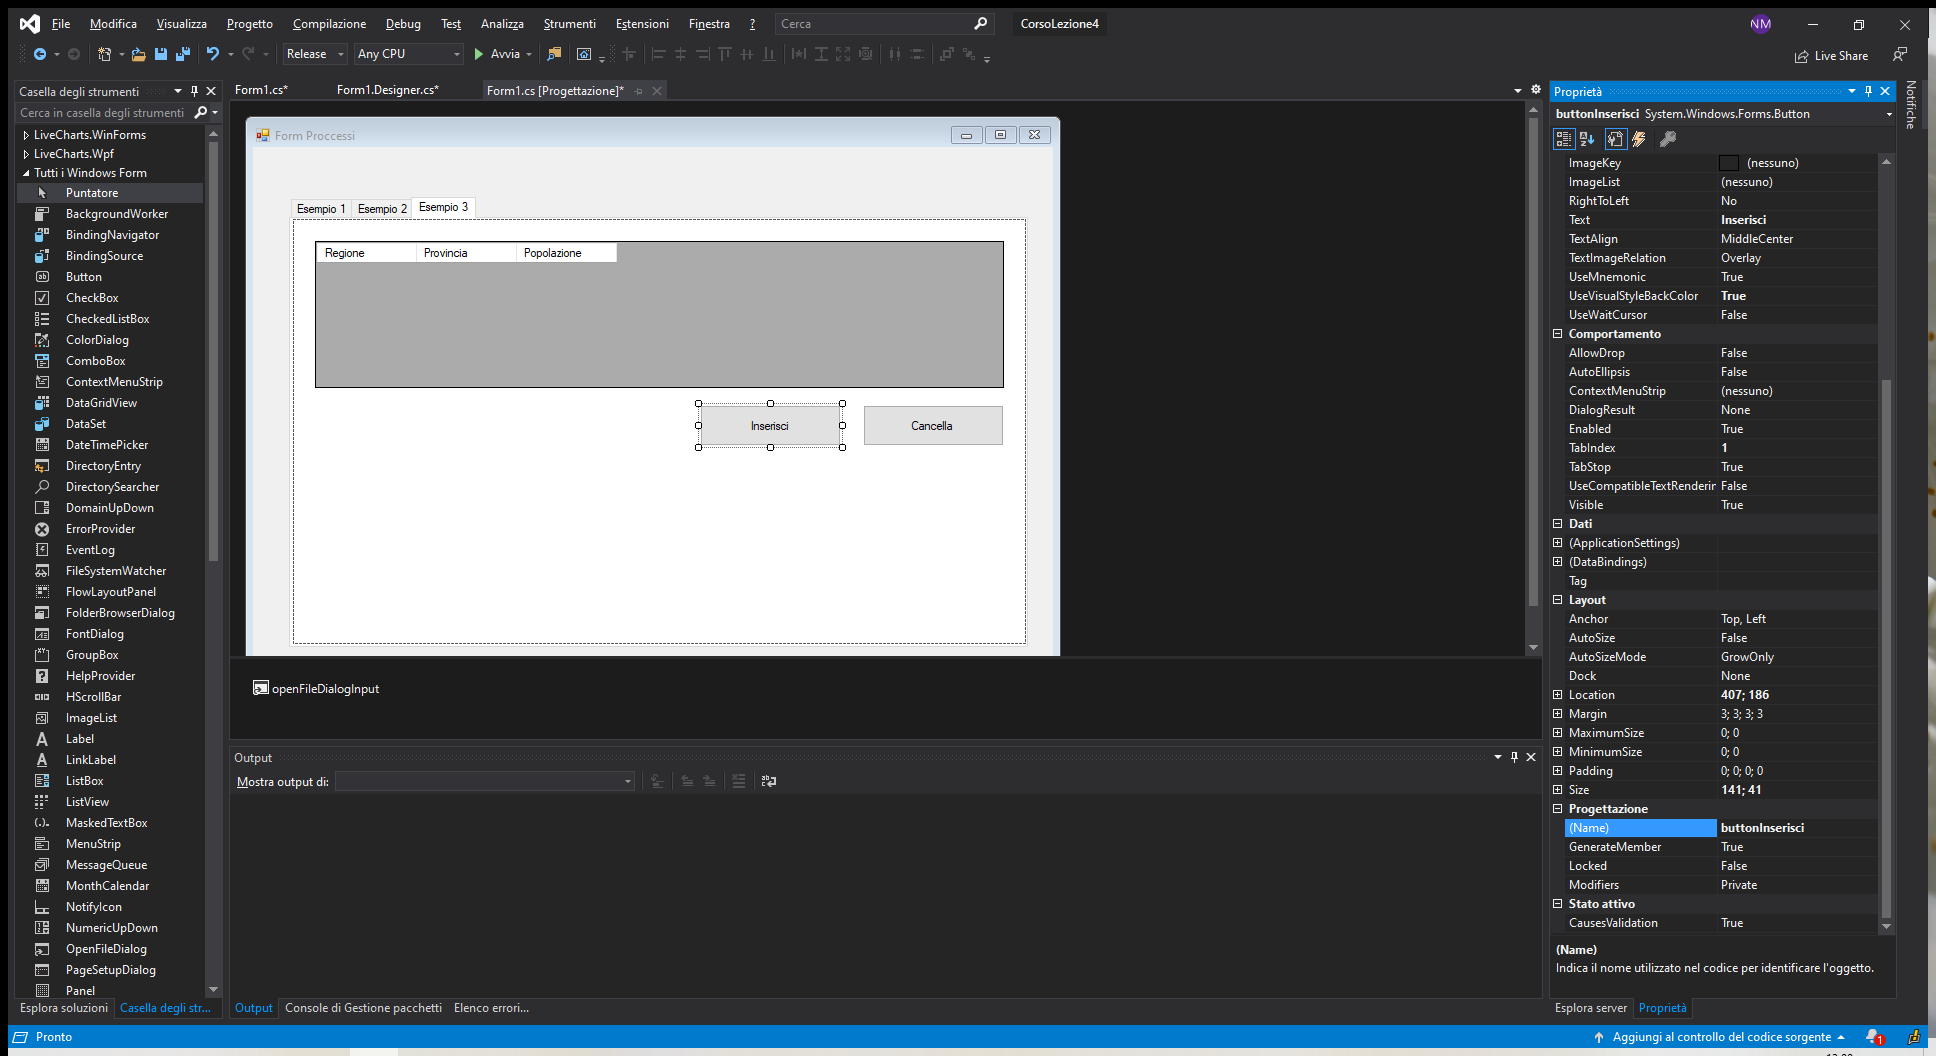 File Modifica Visualizza Progetto Compilazione Debug Test Analizza Strumenti Estensioni Finestra ? Cerca CorsoLezione4 NM
Release Any CPU Avvia Live Share
Casella degli strumenti
Cerca in casella degli strumenti
LiveCharts.WinForms
LiveCharts.Wpf
Tutti i Windows Form
Puntatore
BackgroundWorker
BindingNavigator
BindingSource
Button
CheckBox
CheckedListBox
ColorDialog
ComboBox
ContextMenuStrip
DataGridView
DataSet
DateTimePicker
DirectoryEntry
DirectorySearcher
DomainUpDown
ErrorProvider
EventLog
FileSystemWatcher
FlowLayoutPanel
FolderBrowserDialog
FontDialog
GroupBox
HelpProvider
HScrollBar
ImageList
Label
LinkLabel
ListBox
ListView
MaskedTextBox
MenuStrip
MessageQueue
MonthCalendar
NotifyIcon
NumericUpDown
OpenFileDialog
PageSetupDialog
Panel
Esplora soluzioni Casella degli str...
Form1.cs* Form1.Designer.cs* Form1.cs [Progettazione]*
Form Proccessi
Esempio 1 Esempio 2 Esempio 3
Regione Provincia Popolazione
Inserisci Cancella
openFileDialogInput
Output
Mostra output di:
Output Console di Gestione pacchetti Elenco errori...
Proprietà
buttonInserisci System.Windows.Forms.Button
ImageKey (nessuno)
ImageList (nessuno)
RightToLeft No
Text Inserisci
TextAlign MiddleCenter
TextImageRelation Overlay
UseMnemonic True
UseVisualStyleBackColor True
UseWaitCursor False
Comportamento
AllowDrop False
AutoEllipsis False
ContextMenuStrip (nessuno)
DialogResult None
Enabled True
TabIndex 1
TabStop True
UseCompatibleTextRenderin False
Visible True
Dati
(ApplicationSettings)
(DataBindings)
Tag
Layout
Anchor Top, Left
AutoSize False
AutoSizeMode GrowOnly
Dock None
Location 407; 186
Margin 3; 3; 3; 3
MaximumSize 0; 0
MinimumSize 0; 0
Padding 0; 0; 0; 0
Size 141; 41
Progettazione
(Name) buttonInserisci
GenerateMember True
Locked False
Modifiers Private
Stato attivo
CausesValidation True
(Name)
Indica il nome utilizzato nel codice per identificare l'oggetto.
Esplora server Proprietà
Notifiche
Pronto Aggiungi al controllo del codice sorgente 1